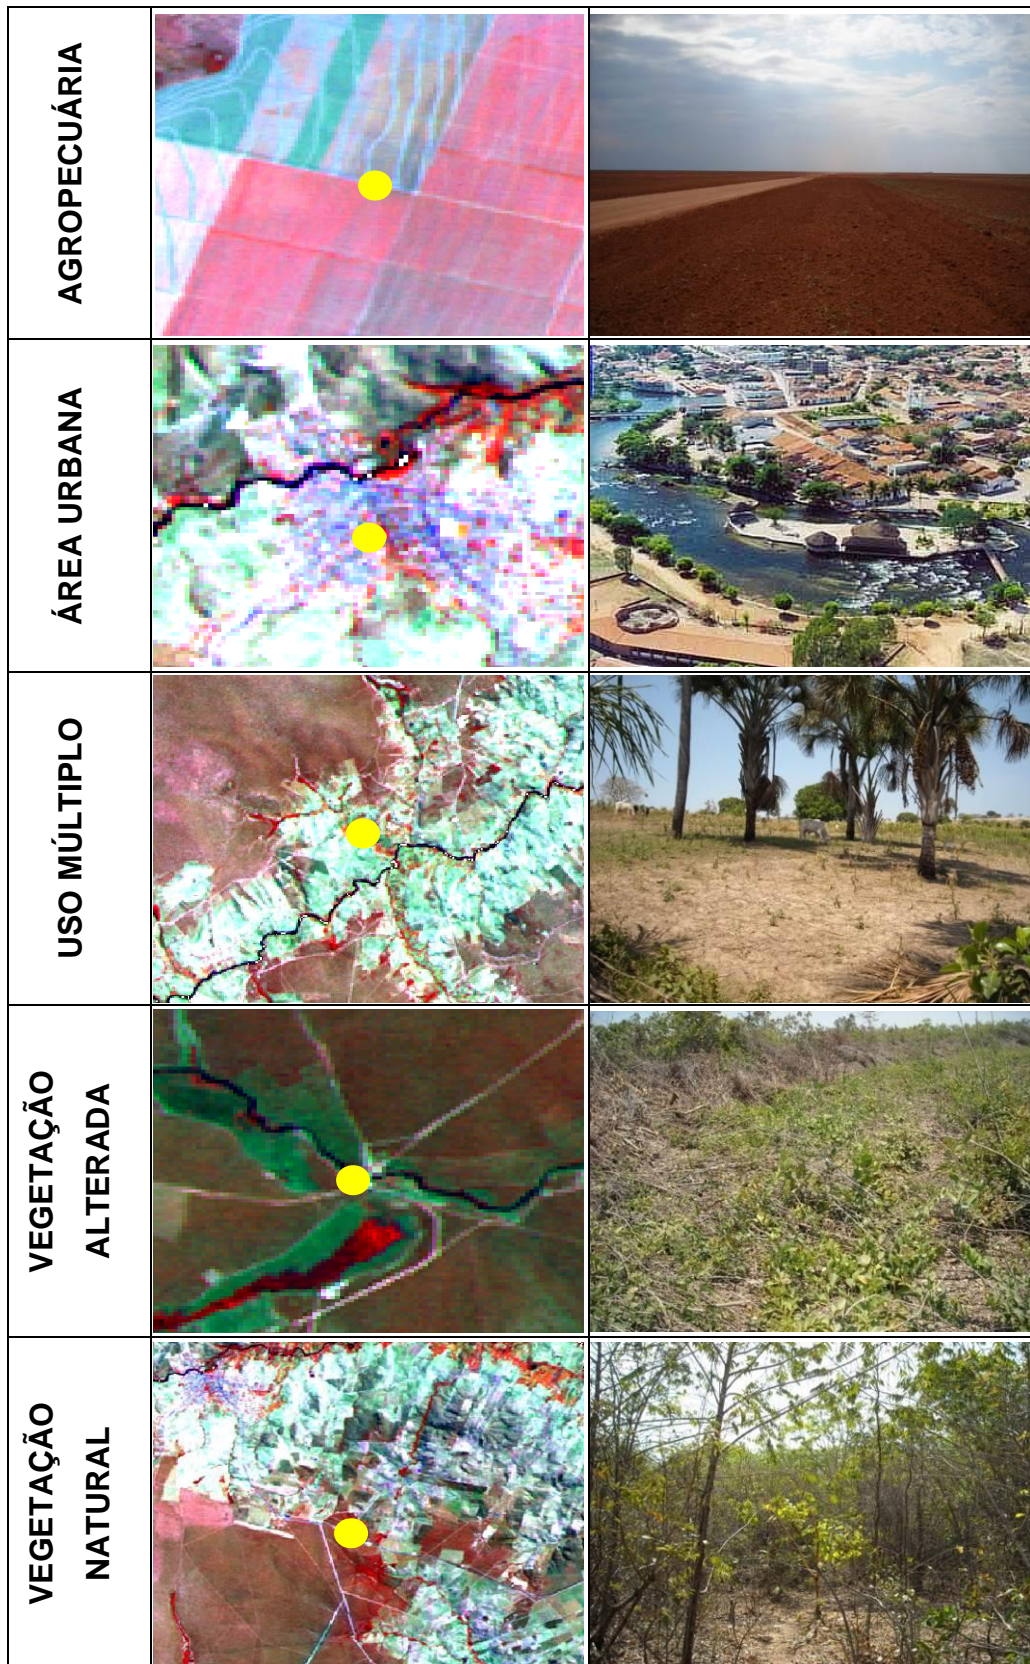 AGROPECUÁRIA
ÁREA URBANA
USO MÚLTIPLO
VEGETAÇÃO
ALTERADA
VEGETAÇÃO
NATURAL